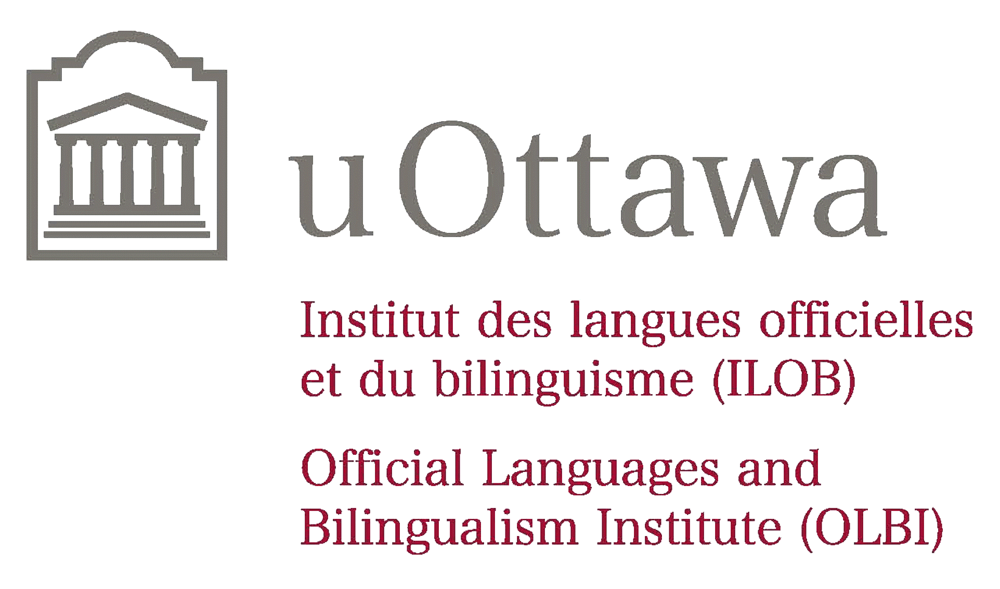 uOttawa
Institut des langues officielles
et du bilinguisme (ILOB)
Official Languages and
Bilingualism Institute (OLBI)